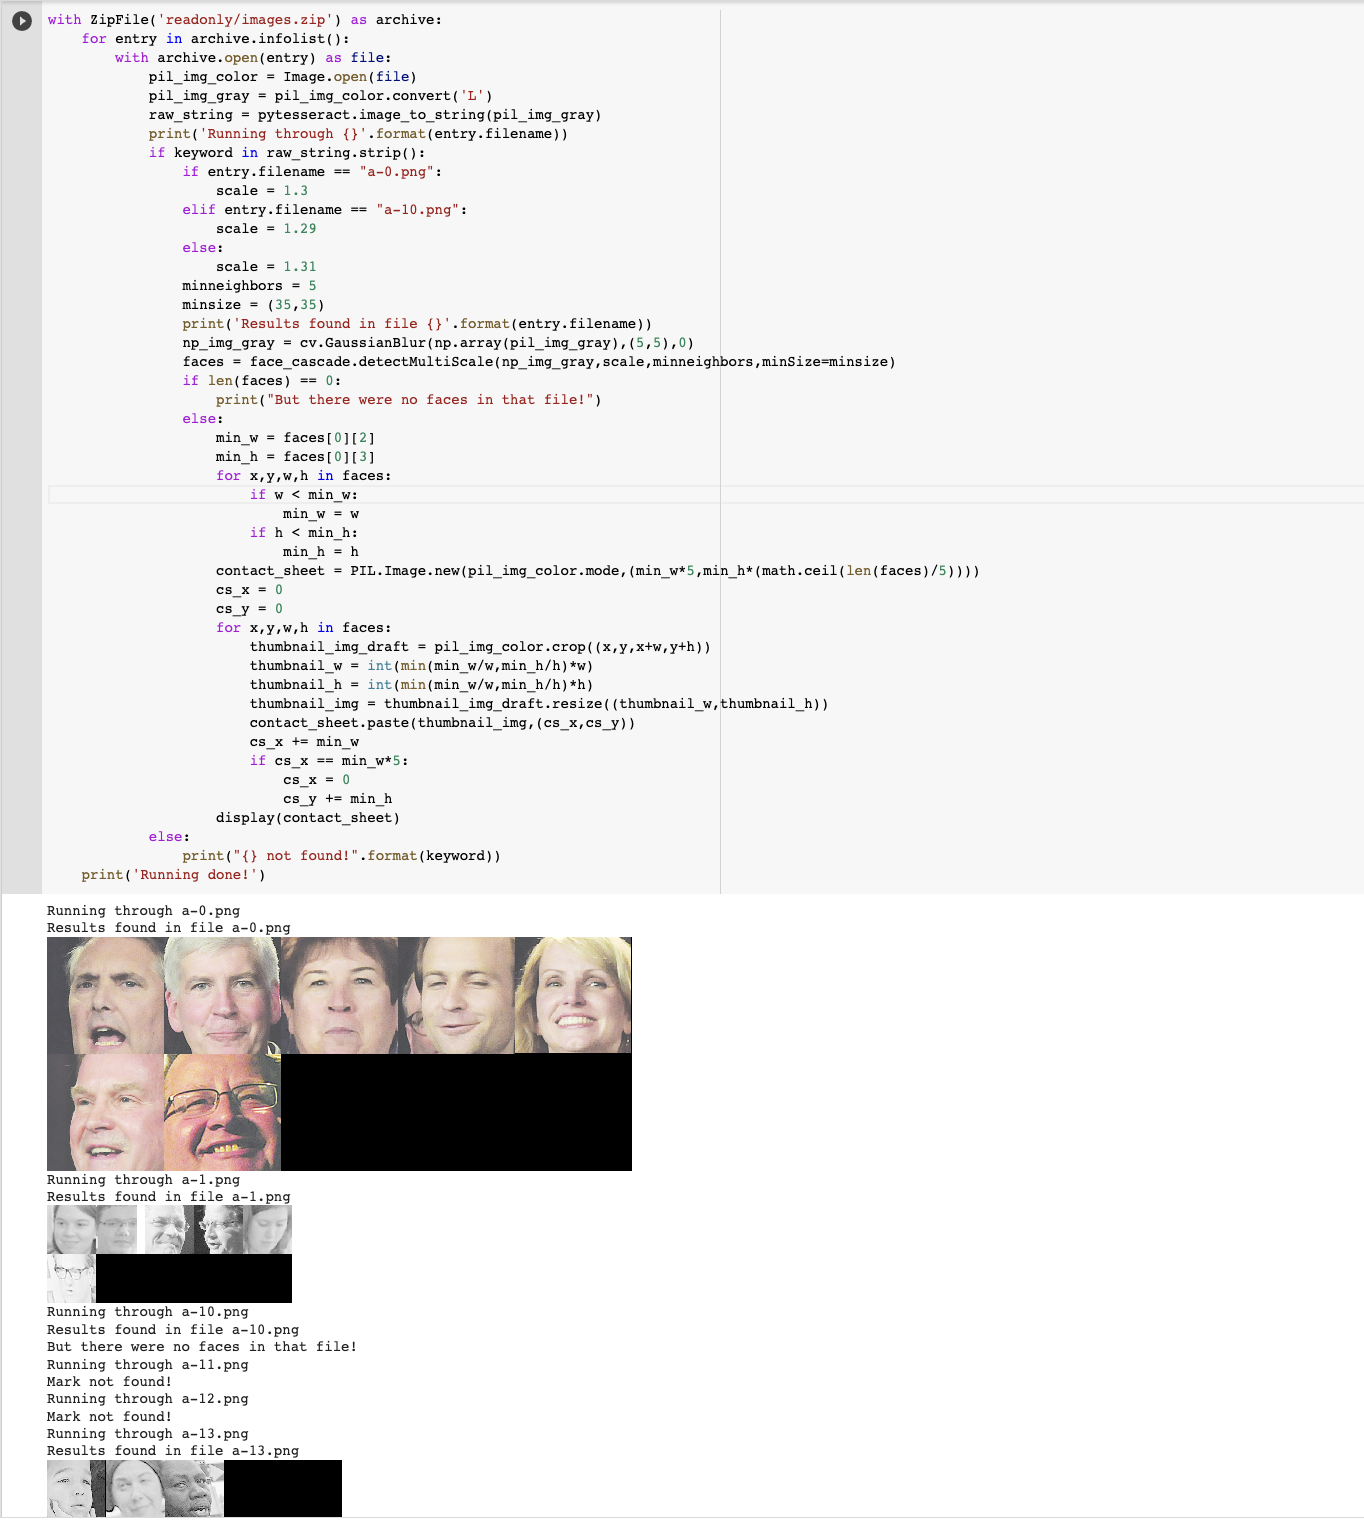 with ZipFile('readonly/images.zip') as archive:
    for entry in archive.infolist():
        with archive.open(entry) as file:
            pil_img_color = Image.open(file)
            pil_img_gray = pil_img_color.convert('L')
            raw_string = pytesseract.image_to_string(pil_img_gray)
            print('Running through {}'.format(entry.filename))
            if keyword in raw_string.strip():
                if entry.filename == "a-0.png":
                    scale = 1.3
                elif entry.filename == "a-10.png":
                    scale = 1.29
                else:
                    scale = 1.31
                minneighbors = 5
                minsize = (35,35)
                print('Results found in file {}'.format(entry.filename))
                np_img_gray = cv.GaussianBlur(np.array(pil_img_gray),(5,5),0)
                faces = face_cascade.detectMultiScale(np_img_gray,scale,minneighbors,minSize=minsize)
                if len(faces) == 0:
                    print("But there were no faces in that file!")
                else:
                    min_w = faces[0][2]
                    min_h = faces[0][3]
                    for x,y,w,h in faces:
                        if w < min_w:
                            min_w = w
                        if h < min_h:
                            min_h = h
                    contact_sheet = PIL.Image.new(pil_img_color.mode,(min_w*5,min_h*(math.ceil(len(faces)/5))))
                    cs_x = 0
                    cs_y = 0
                    for x,y,w,h in faces:
                        thumbnail_img_draft = pil_img_color.crop((x,y,x+w,y+h))
                        thumbnail_w = int(min(min_w/w,min_h/h)*w)
                        thumbnail_h = int(min(min_w/w,min_h/h)*h)
                        thumbnail_img = thumbnail_img_draft.resize((thumbnail_w,thumbnail_h))
                        contact_sheet.paste(thumbnail_img,(cs_x,cs_y))
                        cs_x += min_w
                        if cs_x == min_w*5:
                            cs_x = 0
                            cs_y += min_h
                    display(contact_sheet)
            else:
                print("{} not found!".format(keyword))
    print('Running done!')
Running through a-0.png
Results found in file a-0.png
Running through a-1.png
Results found in file a-1.png
Running through a-10.png
Results found in file a-10.png
But there were no faces in that file!
Running through a-11.png
Mark not found!
Running through a-12.png
Mark not found!
Running through a-13.png
Results found in file a-13.png